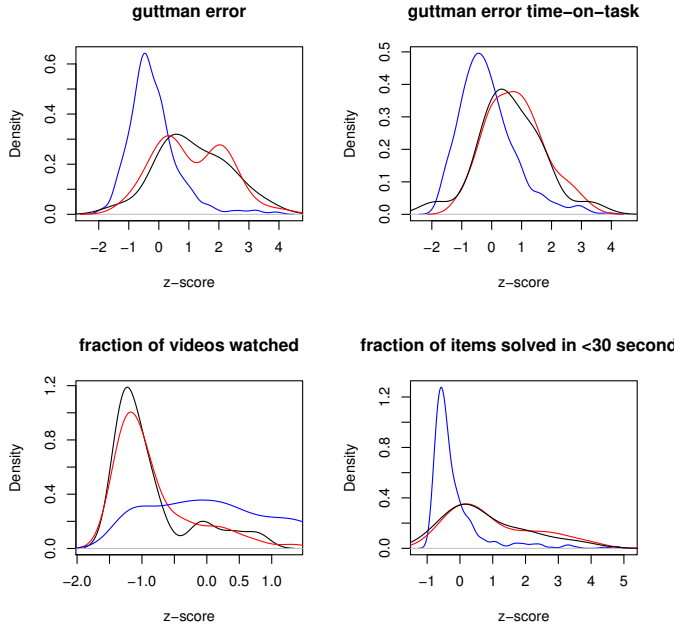 guttman error
Density
0.0 0.2 0.4 0.6
−2 −1 0 1 2 3 4
z−score
guttman error time−on−task
Density
0.0 0.1 0.2 0.3 0.4 0.5
−2 −1 0 1 2 3 4
z−score
fraction of videos watched
Density
0.0 0.4 0.8 1.2
−2.0 −1.0 0.0 0.5 1.0
z−score
fraction of items solved in <30 second
Density
0.0 0.4 0.8 1.2
−1 0 1 2 3 4 5
z−score